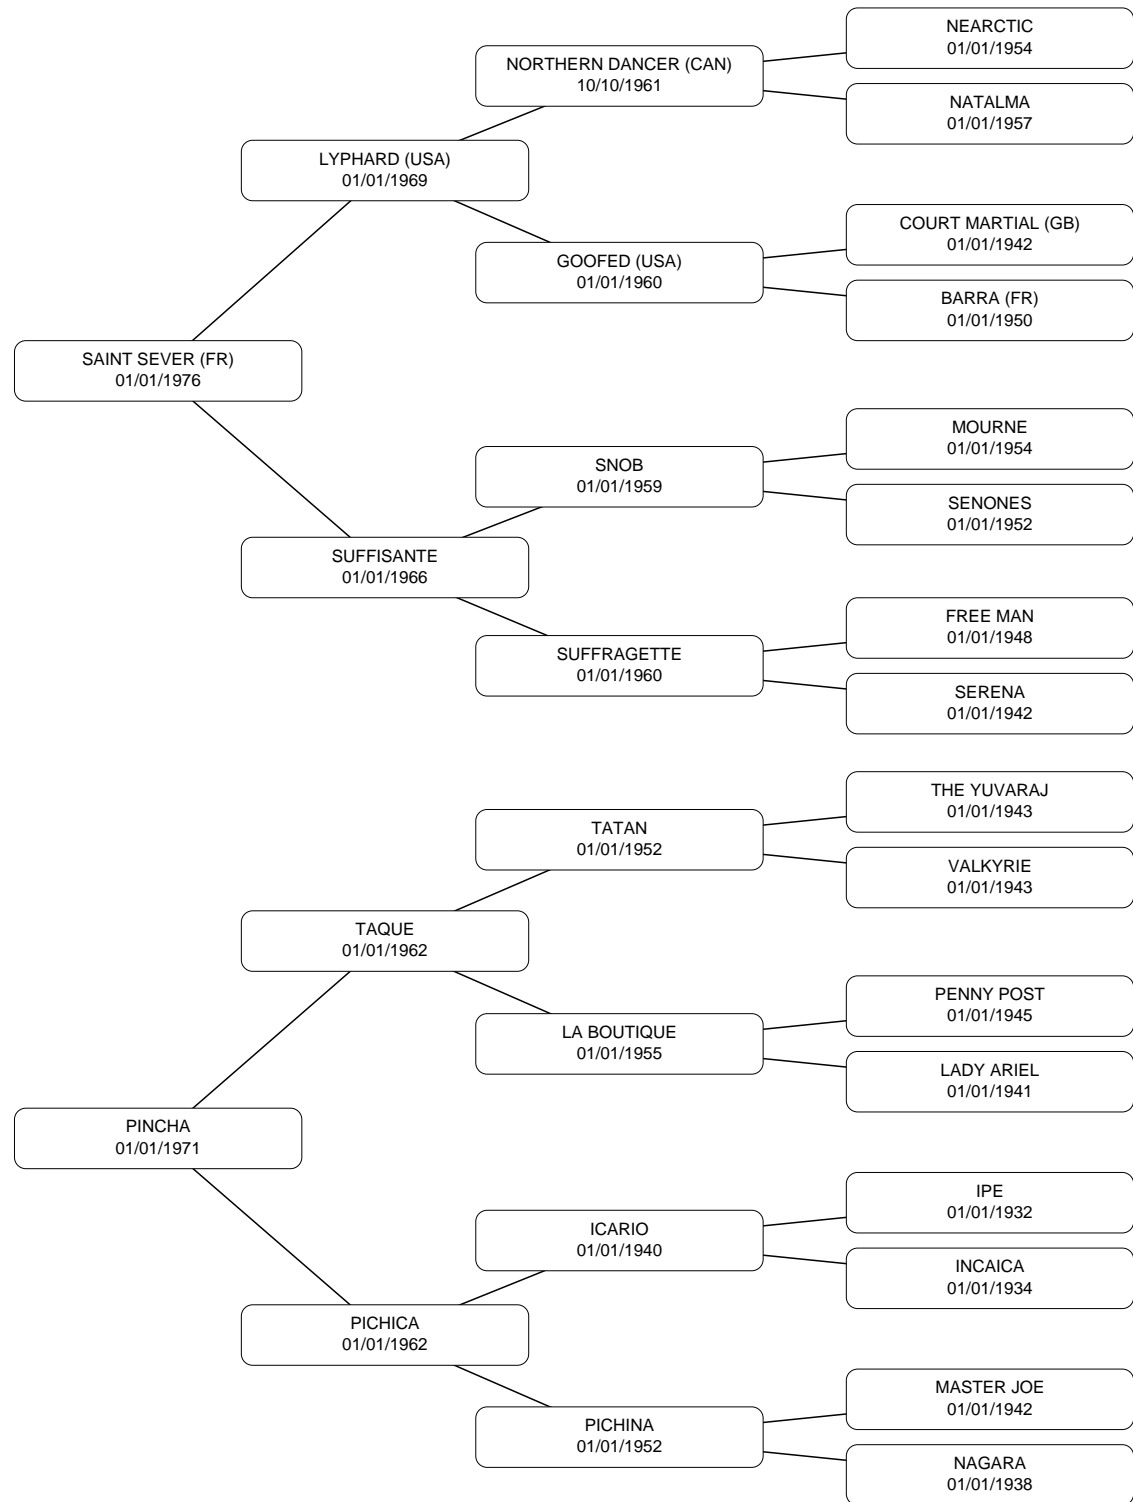 NEARCTIC
01/01/1954
NORTHERN DANCER (CAN)
10/10/1961
NATALMA
01/01/1957
LYPHARD (USA)
01/01/1969
COURT MARTIAL (GB)
01/01/1942
GOOFED (USA)
01/01/1960
BARRA (FR)
01/01/1950
SAINT SEVER (FR)
01/01/1976
MOURNE
01/01/1954
SNOB
01/01/1959
SENONES
01/01/1952
SUFFISANTE
01/01/1966
FREE MAN
01/01/1948
SUFFRAGETTE
01/01/1960
SERENA
01/01/1942
THE YUVARAJ
01/01/1943
TATAN
01/01/1952
VALKYRIE
01/01/1943
TAQUE
01/01/1962
PENNY POST
01/01/1945
LA BOUTIQUE
01/01/1955
LADY ARIEL
01/01/1941
PINCHA
01/01/1971
IPE
01/01/1932
ICARIO
01/01/1940
INCAICA
01/01/1934
PICHICA
01/01/1962
MASTER JOE
01/01/1942
PICHINA
01/01/1952
NAGARA
01/01/1938